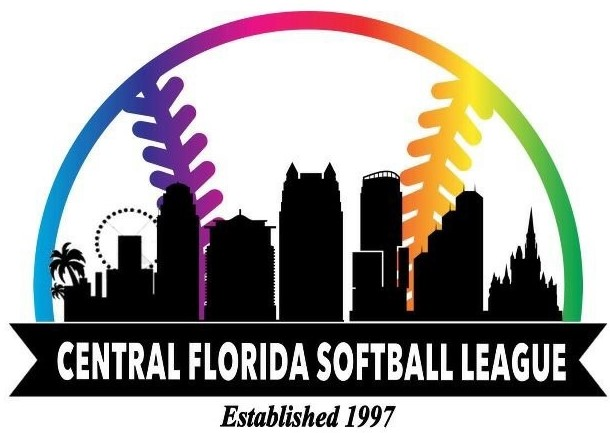 CENTRAL FLORIDA SOFTBALL LEAGUE
Established 1997